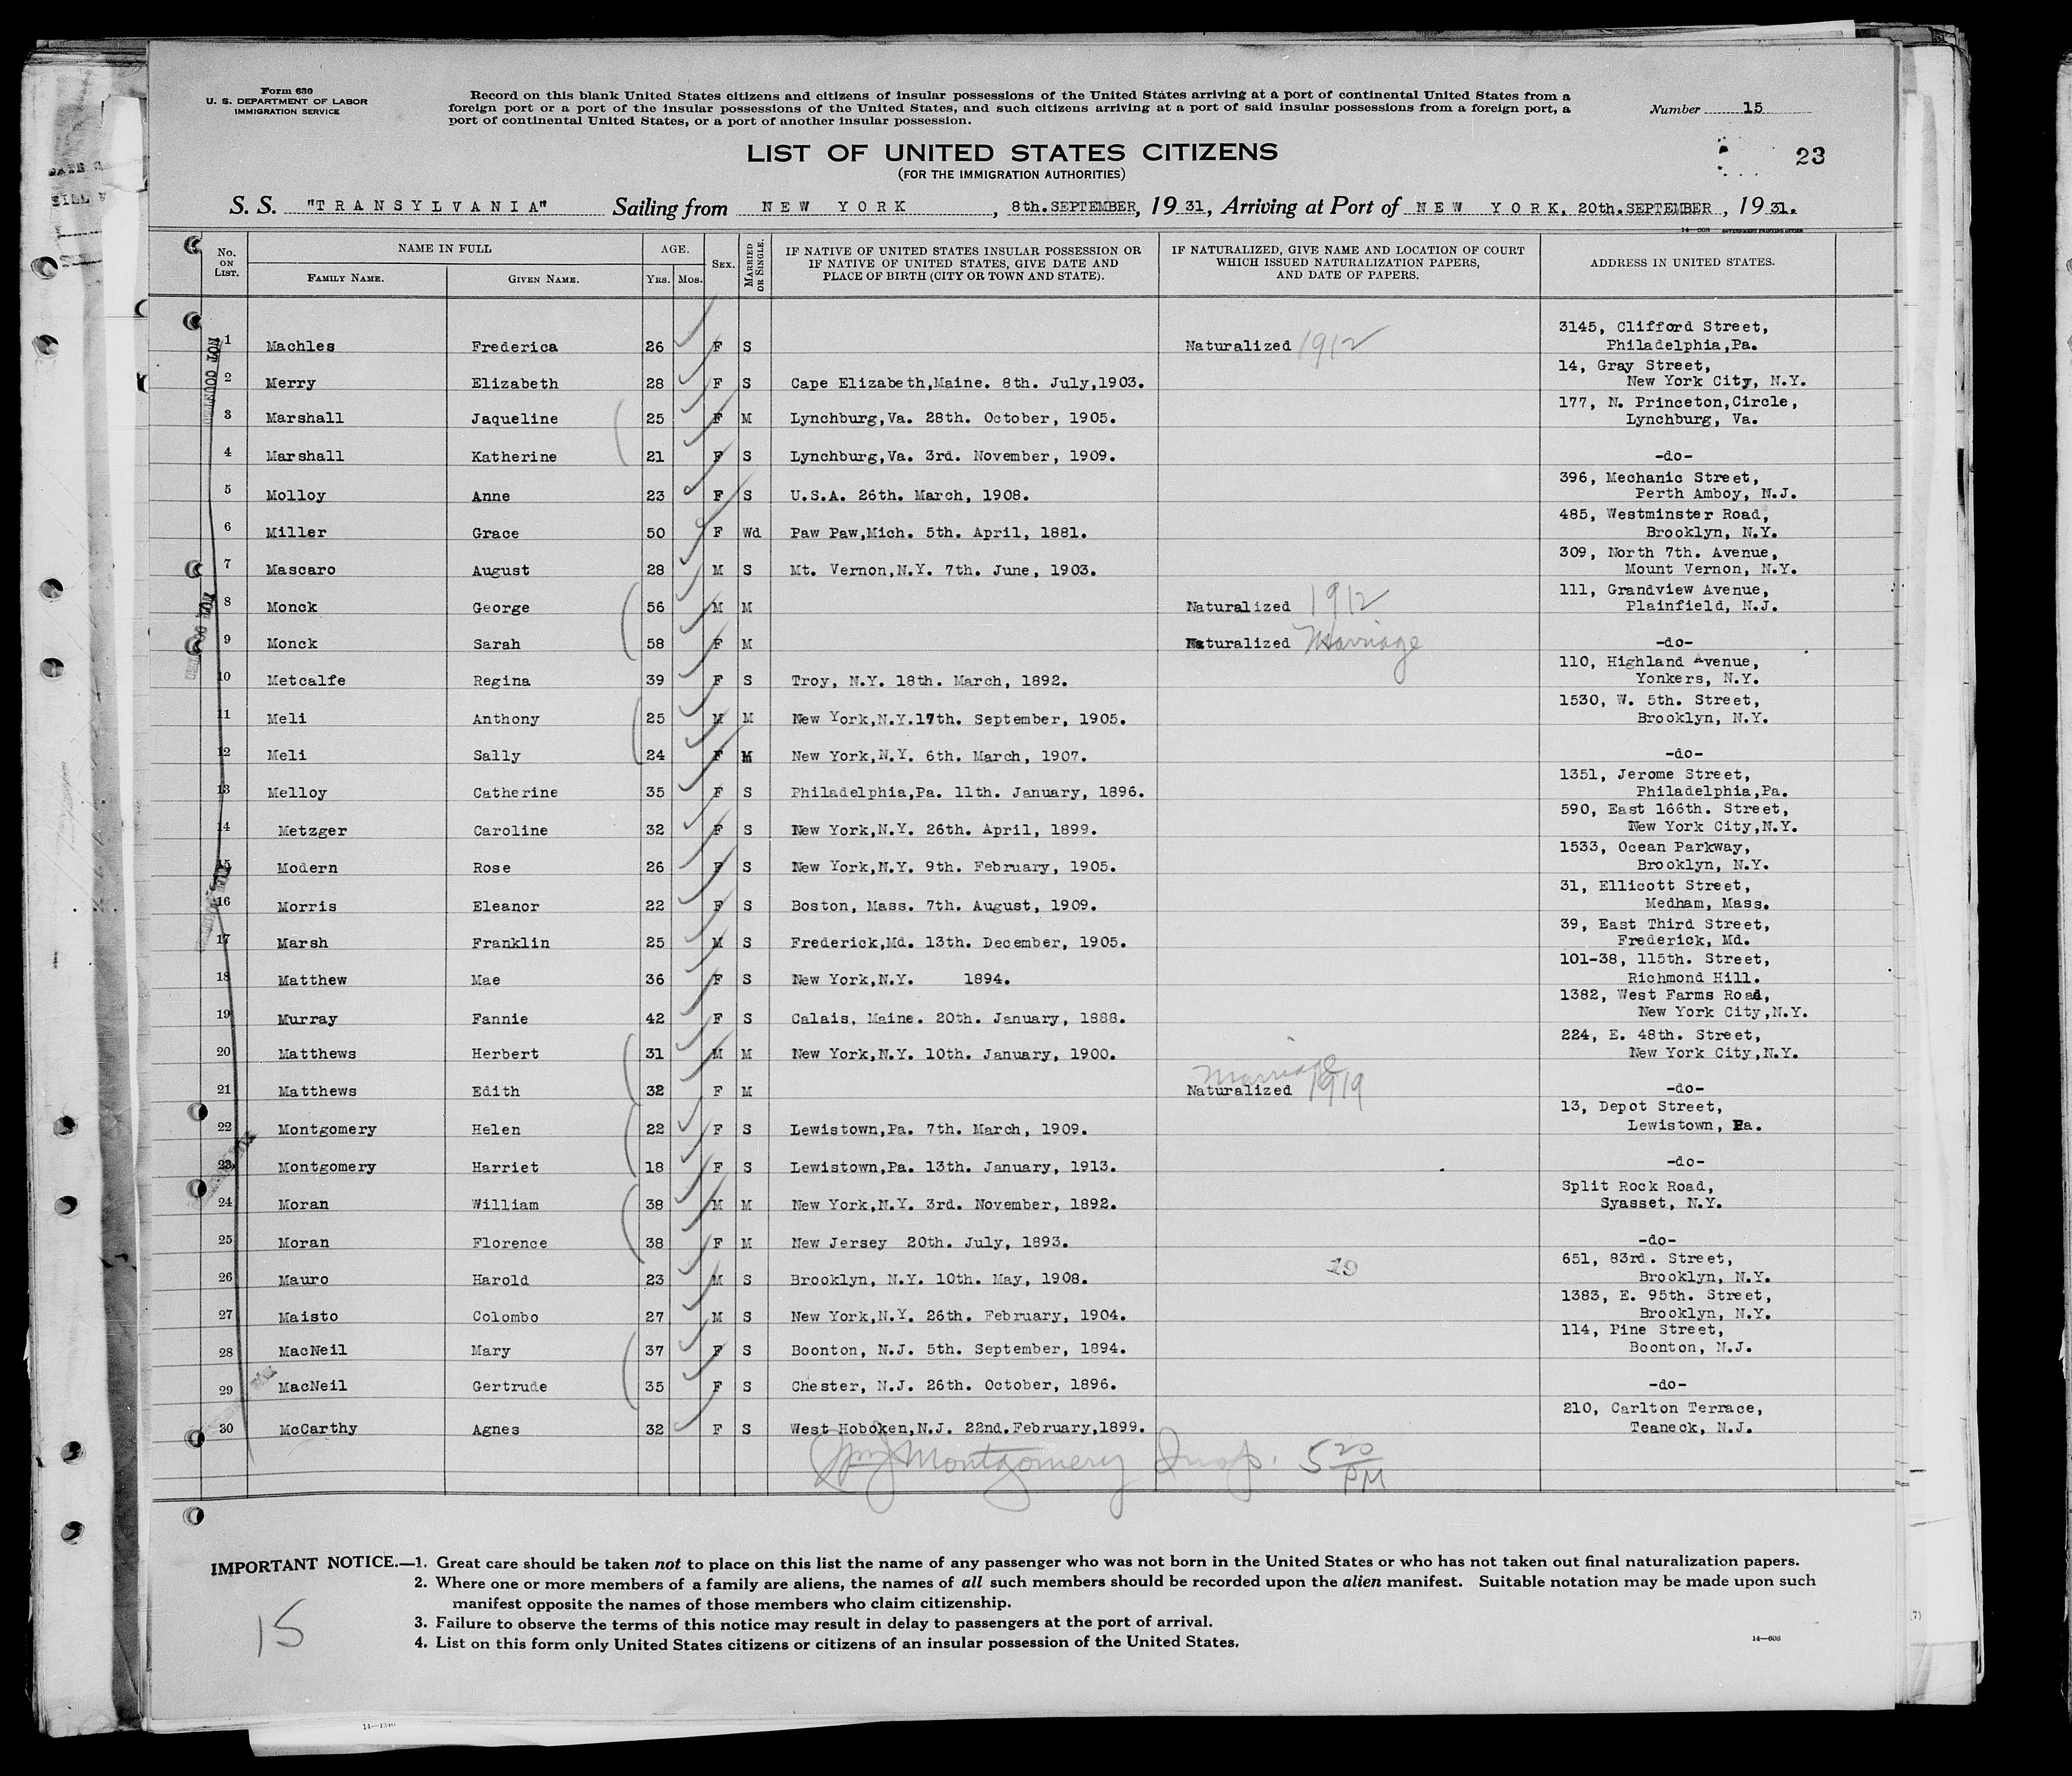 Form 630
U. S. DEPARTMENT OF LABOR
IMMIGRATION SERVICE
Record on this blank United States citizens and citizens of insular possessions of the United States arriving at a port of continental United States from a
foreign port or a port of the insular possessions of the United States, and such citizens arriving at a port of said insular possessions from a foreign port, a
port of continental United States, or a port of another insular possession.
Number 15
LIST OF UNITED STATES CITIZENS
(FOR THE IMMIGRATION AUTHORITIES)
23
S. S. "TRANSYLVANIA" Sailing from NEW YORK, 8th. SEPTEMBER, 1931, Arriving at Port of NEW YORK, 20th. SEPTEMBER, 1931.
No. ON LIST. NAME IN FULL FAMILY NAME. GIVEN NAME. AGE. YRS. MOS. SEX. MARRIED OR SINGLE. IF NATIVE OF UNITED STATES INSULAR POSSESSION OR IF NATIVE OF UNITED STATES, GIVE DATE AND PLACE OF BIRTH (CITY OR TOWN AND STATE). IF NATURALIZED, GIVE NAME AND LOCATION OF COURT WHICH ISSUED NATURALIZATION PAPERS, AND DATE OF PAPERS. ADDRESS IN UNITED STATES.
1 Machles Frederica 26 F S Naturalized 1912 3145, Clifford Street, Philadelphia,Pa.
2 Merry Elizabeth 28 F S Cape Elizabeth,Maine. 8th. July,1903. 14, Gray Street, New York City, N.Y.
3 Marshall Jaqueline 25 F M Lynchburg,Va. 28th. October, 1905. 177, N. Princeton,Circle, Lynchburg, Va.
4 Marshall Katherine 21 F S Lynchburg,Va. 3rd. November, 1909. -do-
5 Molloy Anne 23 F S U.S.A. 26th. March, 1908. 396, Mechanic Street, Perth Amboy, N.J.
6 Miller Grace 50 F Wd Paw Paw,Mich. 5th. April, 1881. 485, Westminster Road, Brooklyn, N.Y.
7 Mascaro August 28 M S Mt. Vernon,N.Y. 7th. June, 1903. 309, North 7th. Avenue, Mount Vernon, N.Y.
8 Monck George 56 M M Naturalized 1912 111, Grandview Avenue, Plainfield, N.J.
9 Monck Sarah 58 F M Naturalized Marriage -do-
10 Metcalfe Regina 39 F S Troy, N.Y. 18th. March, 1892. 110, Highland Avenue, Yonkers, N.Y.
11 Meli Anthony 25 M M New York,N.Y.17th. September, 1905. 1530, W. 5th. Street, Brooklyn, N.Y.
12 Meli Sally 24 F M New York,N.Y. 6th. March, 1907. -do-
13 Melloy Catherine 35 F S Philadelphia,Pa. 11th. January, 1896. 1351, Jerome Street, Philadelphia,Pa.
14 Metzger Caroline 32 F S New York,N.Y. 26th. April, 1899. 590, East 166th. Street, New York City,N.Y.
15 Modern Rose 26 F S New York,N.Y. 9th. February, 1905. 1533, Ocean Parkway, Brooklyn, N.Y.
16 Morris Eleanor 22 F S Boston, Mass. 7th. August, 1909. 31, Ellicott Street, Medham, Mass.
17 Marsh Franklin 25 M S Frederick,Md. 13th. December, 1905. 39, East Third Street, Frederick, Md.
18 Matthew Mae 36 F S New York,N.Y. 1894. 101-38, 115th. Street, Richmond Hill.
19 Murray Fannie 42 F S Calais, Maine. 20th. January, 1888. 1382, West Farms Road, New York City,N.Y.
20 Matthews Herbert 31 M M New York,N.Y. 10th. January, 1900. 224, E. 48th. Street, New York City,N.Y.
21 Matthews Edith 32 F M Naturalized Marriage 1919 -do-
22 Montgomery Helen 22 F S Lewistown,Pa. 7th. March, 1909. 13, Depot Street, Lewistown, Pa.
23 Montgomery Harriet 18 F S Lewistown,Pa. 13th. January, 1913. -do-
24 Moran William 38 M M New York,N.Y. 3rd. November, 1892. Split Rock Road, Syasset, N.Y.
25 Moran Florence 38 F M New Jersey 20th. July, 1893. -do-
26 Mauro Harold 23 M S Brooklyn, N.Y. 10th. May, 1908. 19 651, 83rd. Street, Brooklyn, N.Y.
27 Maisto Colombo 27 M S New York,N.Y. 26th. February, 1904. 1383, E. 95th. Street, Brooklyn, N.Y.
28 MacNeil Mary 37 F S Boonton, N.J. 5th. September, 1894. 114, Pine Street, Boonton, N.J.
29 MacNeil Gertrude 35 F S Chester, N.J. 26th. October, 1896. -do-
30 McCarthy Agnes 32 F S West Hoboken,N.J. 22nd.February,1899. 210, Carlton Terrace, Teaneck, N.J.
Montgomery Insp. 5 20 PM
IMPORTANT NOTICE.—1. Great care should be taken not to place on this list the name of any passenger who was not born in the United States or who has not taken out final naturalization papers.
2. Where one or more members of a family are aliens, the names of all such members should be recorded upon the alien manifest. Suitable notation may be made upon such
manifest opposite the names of those members who claim citizenship.
3. Failure to observe the terms of this notice may result in delay to passengers at the port of arrival.
4. List on this form only United States citizens or citizens of an insular possession of the United States.
15
14—608